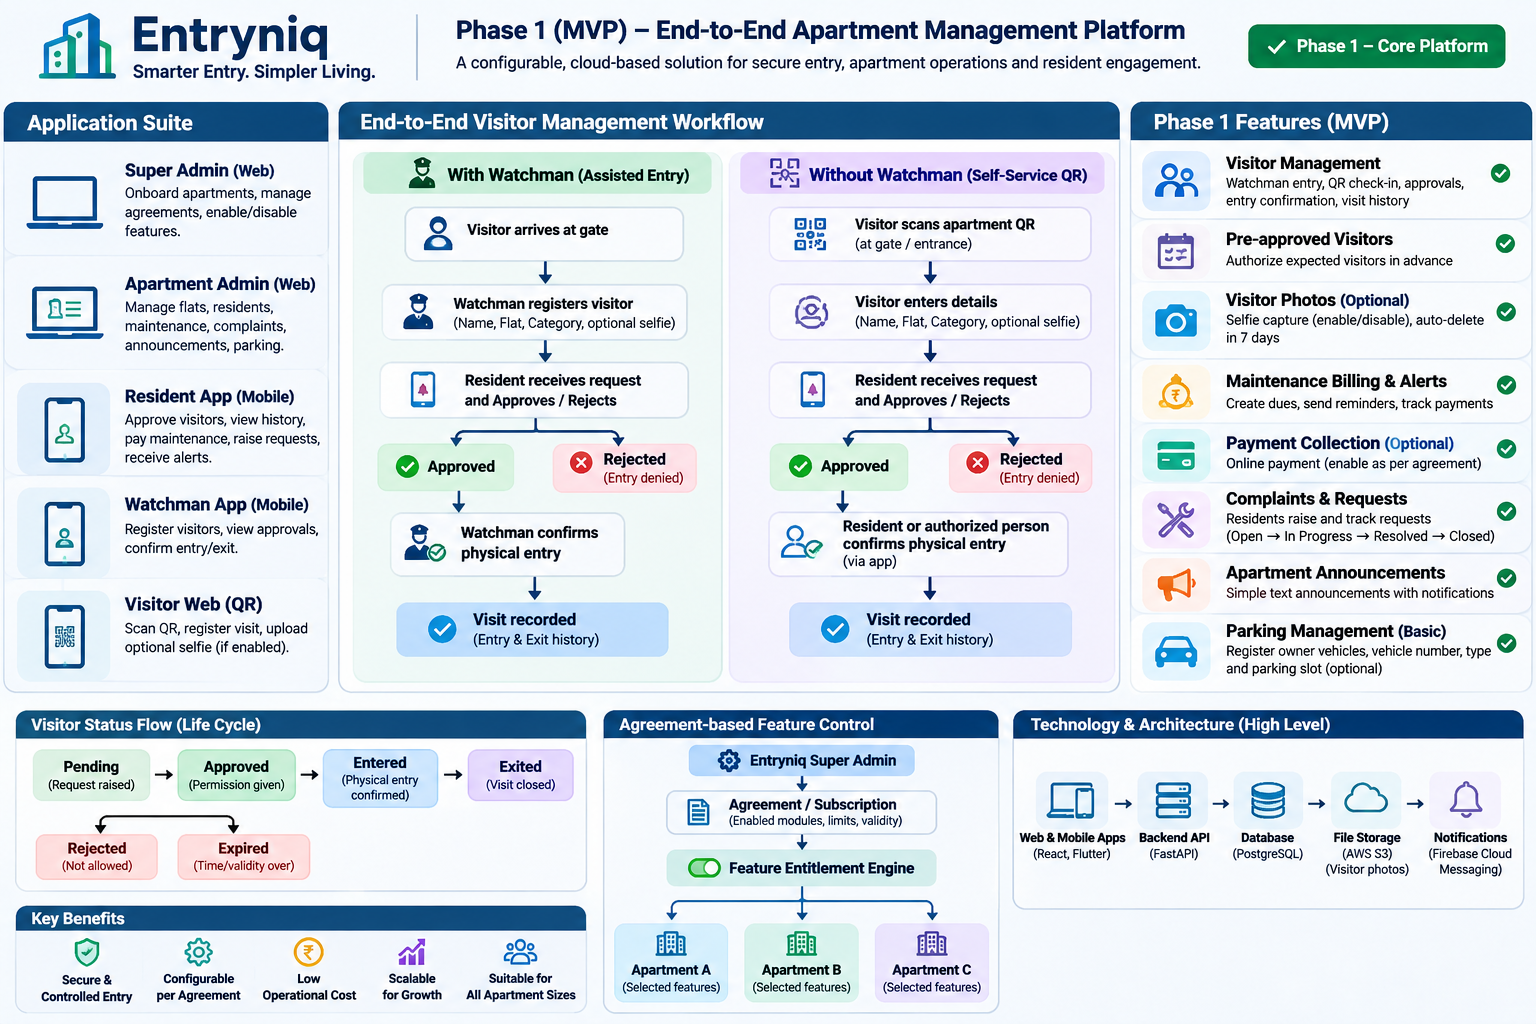 Entryniq
Smarter Entry. Simpler Living.
Phase 1 (MVP) – End-to-End Apartment Management Platform
A configurable, cloud-based solution for secure entry, apartment operations and resident engagement.
Phase 1 – Core Platform
Application Suite
Super Admin (Web)
Onboard apartments, manage
agreements, enable/disable
features.
Apartment Admin (Web)
Manage flats, residents,
maintenance, complaints,
announcements, parking.
Resident App (Mobile)
Approve visitors, view history,
pay maintenance, raise requests,
receive alerts.
Watchman App (Mobile)
Register visitors, view approvals,
confirm entry/exit.
Visitor Web (QR)
Scan QR, register visit, upload
optional selfie (if enabled).
End-to-End Visitor Management Workflow
With Watchman (Assisted Entry)
Visitor arrives at gate
Watchman registers visitor
(Name, Flat, Category, optional selfie)
Resident receives request
and Approves / Rejects
Approved
Rejected
(Entry denied)
Watchman confirms
physical entry
Visit recorded
(Entry & Exit history)
Without Watchman (Self-Service QR)
Visitor scans apartment QR
(at gate / entrance)
Visitor enters details
(Name, Flat, Category, optional selfie)
Resident receives request
and Approves / Rejects
Approved
Rejected
(Entry denied)
Resident or authorized person
confirms physical entry
(via app)
Visit recorded
(Entry & Exit history)
Phase 1 Features (MVP)
Visitor Management
Watchman entry, QR check-in, approvals,
entry confirmation, visit history
Pre-approved Visitors
Authorize expected visitors in advance
Visitor Photos (Optional)
Selfie capture (enable/disable), auto-delete
in 7 days
Maintenance Billing & Alerts
Create dues, send reminders, track payments
Payment Collection (Optional)
Online payment (enable as per agreement)
Complaints & Requests
Residents raise and track requests
(Open → In Progress → Resolved → Closed)
Apartment Announcements
Simple text announcements with notifications
Parking Management (Basic)
Register owner vehicles, vehicle number, type
and parking slot (optional)
Visitor Status Flow (Life Cycle)
Pending
(Request raised)
Approved
(Permission given)
Entered
(Physical entry
confirmed)
Exited
(Visit closed)
Rejected
(Not allowed)
Expired
(Time/validity over)
Key Benefits
Secure &
Controlled Entry
Configurable
per Agreement
₹
Low
Operational Cost
Scalable
for Growth
Suitable for
All Apartment Sizes
Agreement-based Feature Control
Entryniq Super Admin
Agreement / Subscription
(Enabled modules, limits, validity)
Feature Entitlement Engine
Apartment A
(Selected features)
Apartment B
(Selected features)
Apartment C
(Selected features)
Technology & Architecture (High Level)
Web & Mobile Apps
(React, Flutter)
Backend API
(FastAPI)
Database
(PostgreSQL)
File Storage
(AWS S3)
(Visitor photos)
Notifications
(Firebase Cloud
Messaging)